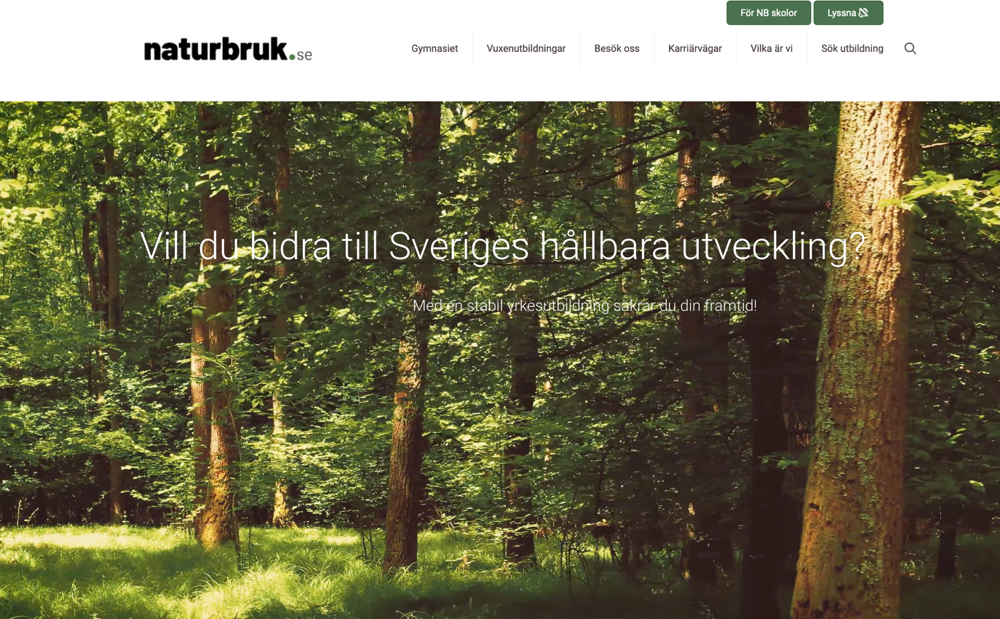 För NB skolor
Lyssna
naturbruk.se
Gymnasiet
Vuxenutbildningar
Besök oss
Karriärvägar
Vilka är vi
Sök utbildning
Vill du bidra till Sveriges hållbara utveckling?
Med en stabil yrkesutbildning säkrar du din framtid!